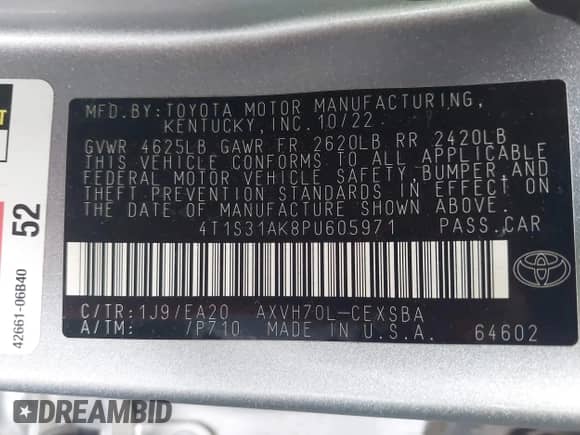 MFD.BY:TOYOTA MOTOR MANUFACTURING,
KENTUCKY,INC.10/22
GVWR 4625LB GAWR FR 2620LB RR 2420LB
THIS VEHICLE CONFORMS TO ALL APPLICABLE
FEDERAL MOTOR VEHICLE SAFETY,BUMPER,AND
THEFT PREVENTION STANDARDS IN EFFECT ON
THE DATE OF MANUFACTURE SHOWN ABOVE.
4T1S31AK8PU605971 PASS.CAR
C/TR:1J9/EA20 AXVH70L-CEXSBA
A/TM: /P710 MADE IN U.S.A. 64602
52
42661-06B40
DREAMBID